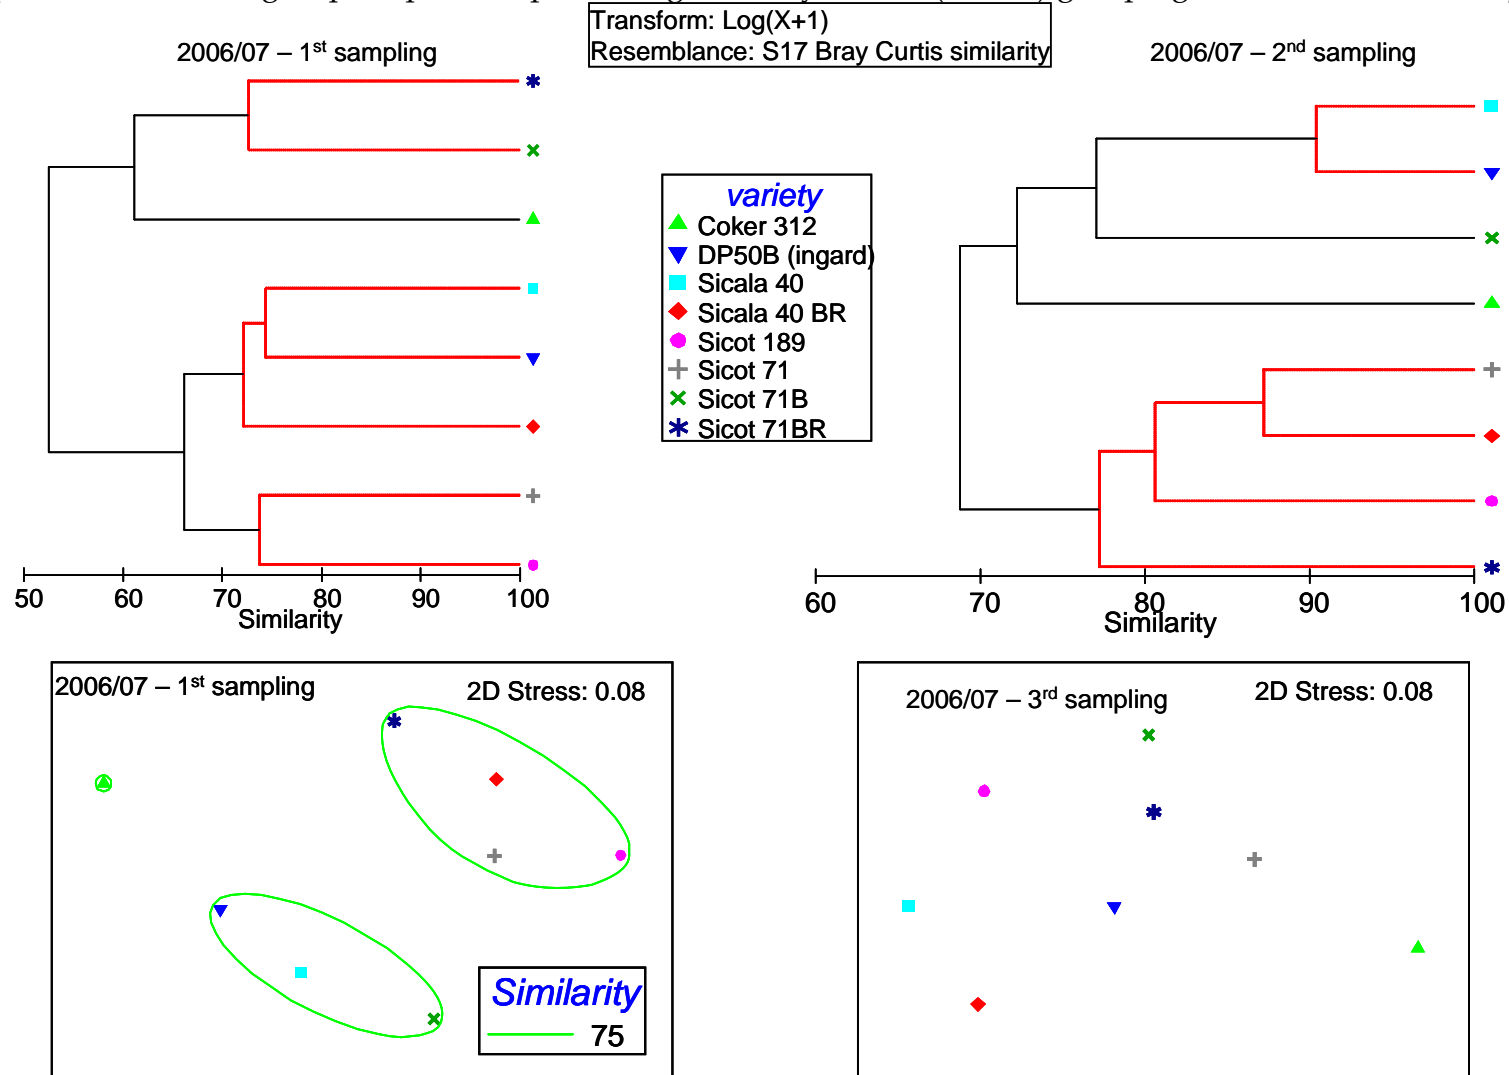 Transform: Log(X+1)
Resemblance: S17 Bray Curtis similarity
2006/07 – 1st sampling
2006/07 – 2nd sampling
variety
Coker 312
DP50B (ingard)
Sicala 40
Sicala 40 BR
Sicot 189
Sicot 71
Sicot 71B
Sicot 71BR
50 60 70 80 90 100
Similarity
60 70 80 90 100
Similarity
2006/07 – 1st sampling
2D Stress: 0.08
Similarity
75
2006/07 – 3rd sampling
2D Stress: 0.08